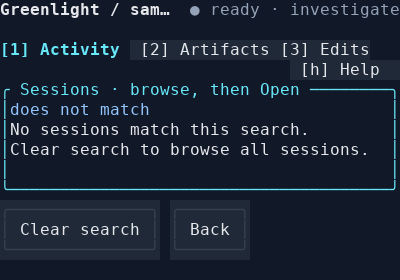 Greenlight / sam… ● ready · investigate
[1] Activity [2] Artifacts [3] Edits
[h] Help
Sessions · browse, then Open
does not match
No sessions match this search.
Clear search to browse all sessions.
Clear search Back